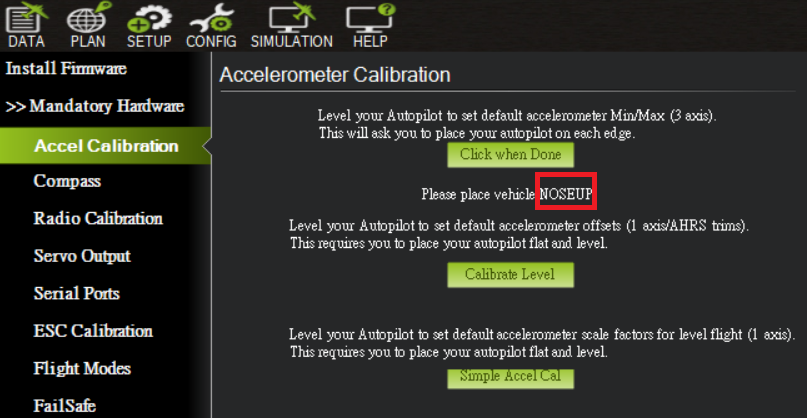 DATA PLAN SETUP CONFIG SIMULATION HELP
Install Firmware
>> Mandatory Hardware
Accel Calibration
Compass
Radio Calibration
Servo Output
Serial Ports
ESC Calibration
Flight Modes
FailSafe
Accelerometer Calibration
Level your Autopilot to set default accelerometer Min/Max (3 axis).
This will ask you to place your autopilot on each edge.
Click when Done
Please place vehicle NOSEUP
Level your Autopilot to set default accelerometer offsets (1 axis/AHRS trims).
This requires you to place your autopilot flat and level.
Calibrate Level
Level your Autopilot to set default accelerometer scale factors for level flight (1 axis).
This requires you to place your autopilot flat and level.
Simple Accel Cal